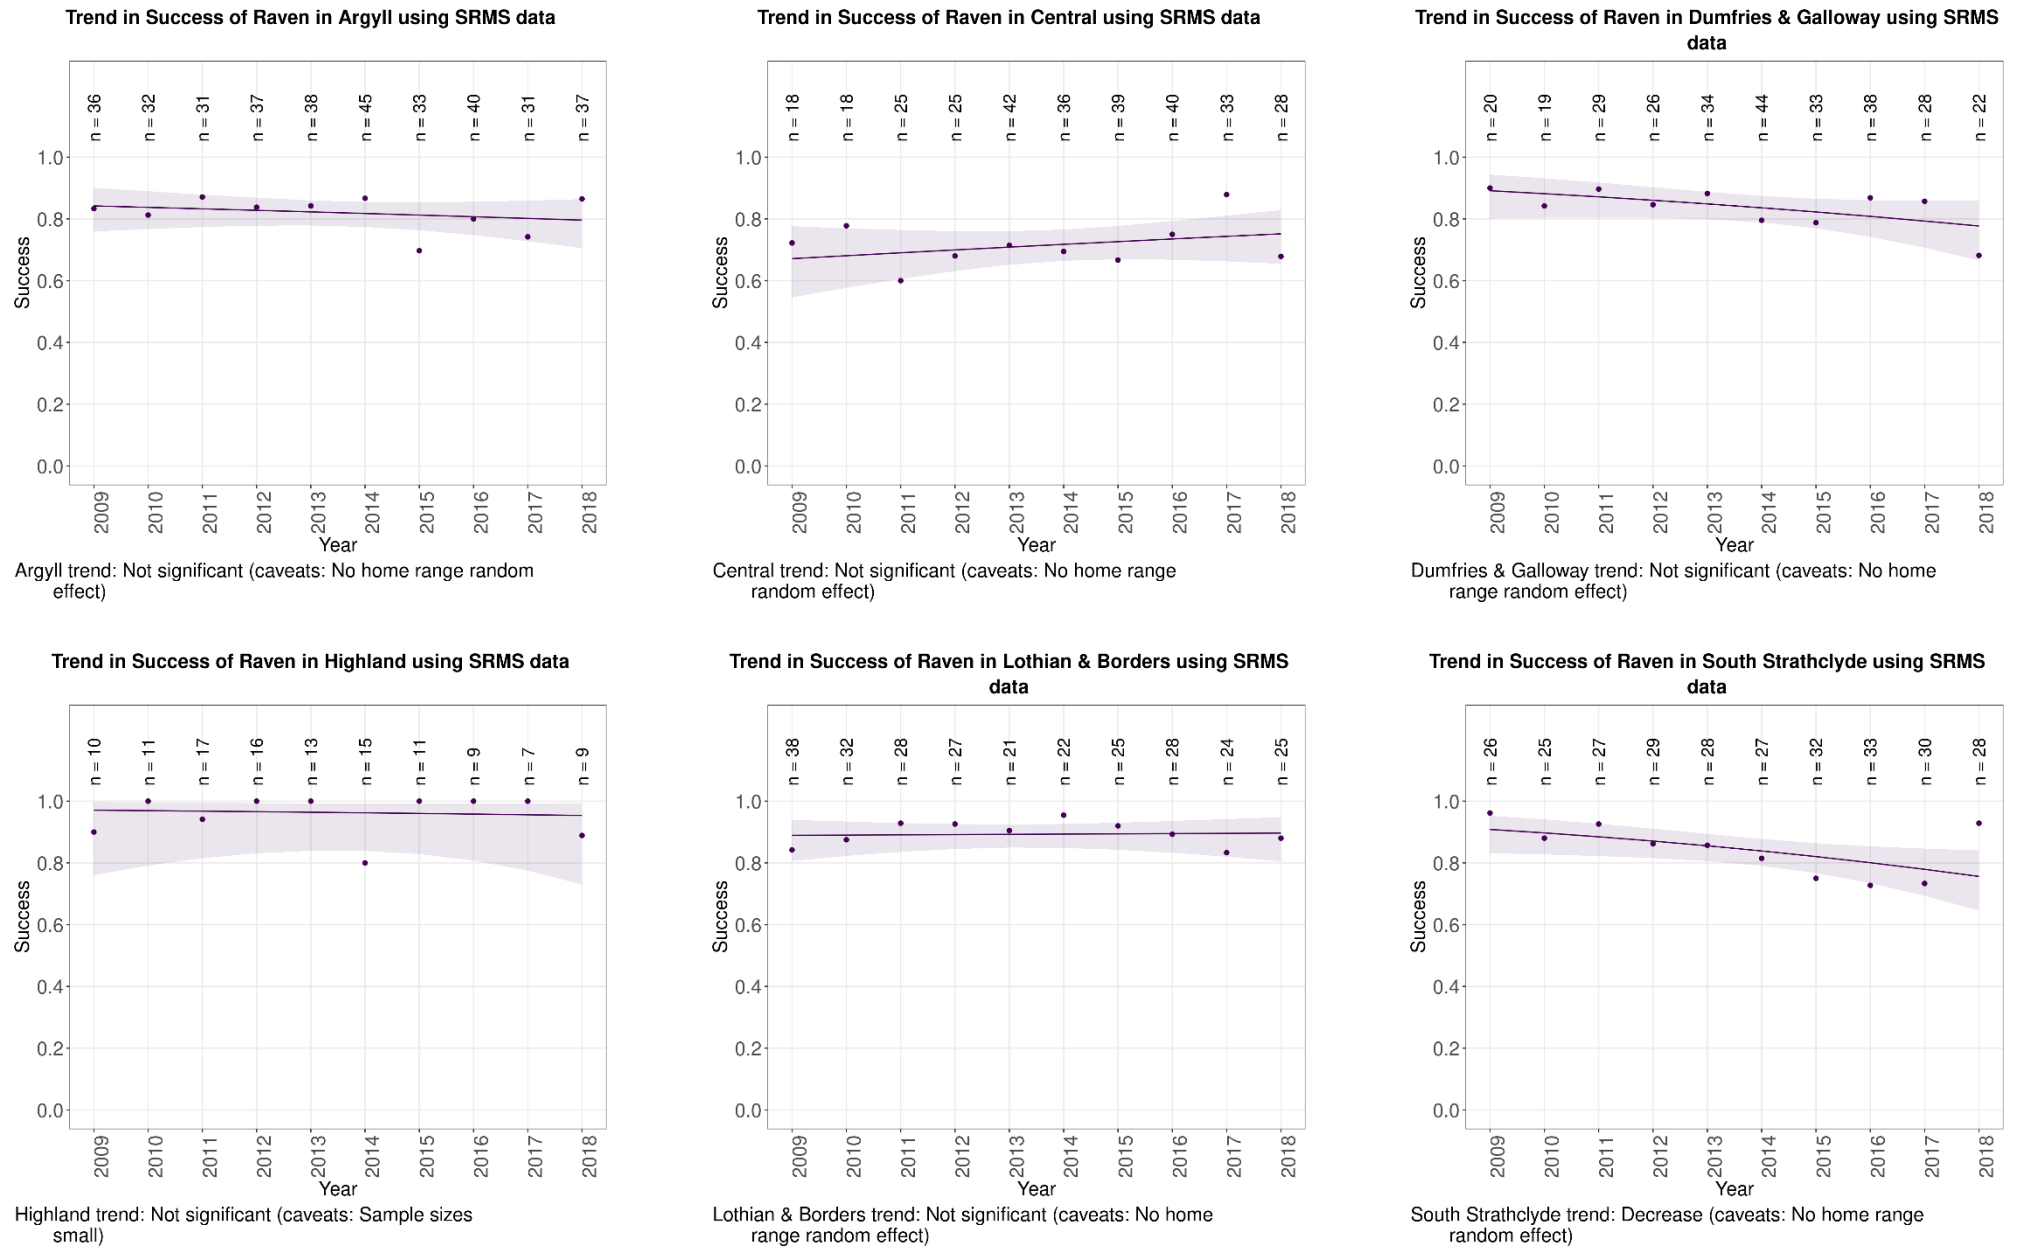 Trend in Success of Raven in Argyll using SRMS data
n = 36
n = 32
n = 31
n = 37
n = 38
n = 45
n = 33
n = 40
n = 31
n = 37
1.0
0.8
0.6
0.4
0.2
0.0
Success
2009
2010
2011
2012
2013
2014
2015
2016
2017
2018
Year
Argyll trend: Not significant (caveats: No home range random
effect)
Trend in Success of Raven in Central using SRMS data
n = 18
n = 18
n = 25
n = 25
n = 42
n = 36
n = 39
n = 40
n = 33
n = 28
1.0
0.8
0.6
0.4
0.2
0.0
Success
2009
2010
2011
2012
2013
2014
2015
2016
2017
2018
Year
Central trend: Not significant (caveats: No home range
random effect)
Trend in Success of Raven in Dumfries & Galloway using SRMS
data
n = 20
n = 19
n = 29
n = 26
n = 34
n = 44
n = 33
n = 38
n = 28
n = 22
1.0
0.8
0.6
0.4
0.2
0.0
Success
2009
2010
2011
2012
2013
2014
2015
2016
2017
2018
Year
Dumfries & Galloway trend: Not significant (caveats: No home
range random effect)
Trend in Success of Raven in Highland using SRMS data
n = 10
n = 11
n = 17
n = 16
n = 13
n = 15
n = 11
n = 9
n = 7
n = 9
1.0
0.8
0.6
0.4
0.2
0.0
Success
2009
2010
2011
2012
2013
2014
2015
2016
2017
2018
Year
Highland trend: Not significant (caveats: Sample sizes
small)
Trend in Success of Raven in Lothian & Borders using SRMS
data
n = 38
n = 32
n = 28
n = 27
n = 21
n = 22
n = 25
n = 28
n = 24
n = 25
1.0
0.8
0.6
0.4
0.2
0.0
Success
2009
2010
2011
2012
2013
2014
2015
2016
2017
2018
Year
Lothian & Borders trend: Not significant (caveats: No home
range random effect)
Trend in Success of Raven in South Strathclyde using SRMS
data
n = 26
n = 25
n = 27
n = 29
n = 28
n = 27
n = 32
n = 33
n = 30
n = 28
1.0
0.8
0.6
0.4
0.2
0.0
Success
2009
2010
2011
2012
2013
2014
2015
2016
2017
2018
Year
South Strathclyde trend: Decrease (caveats: No home range
random effect)